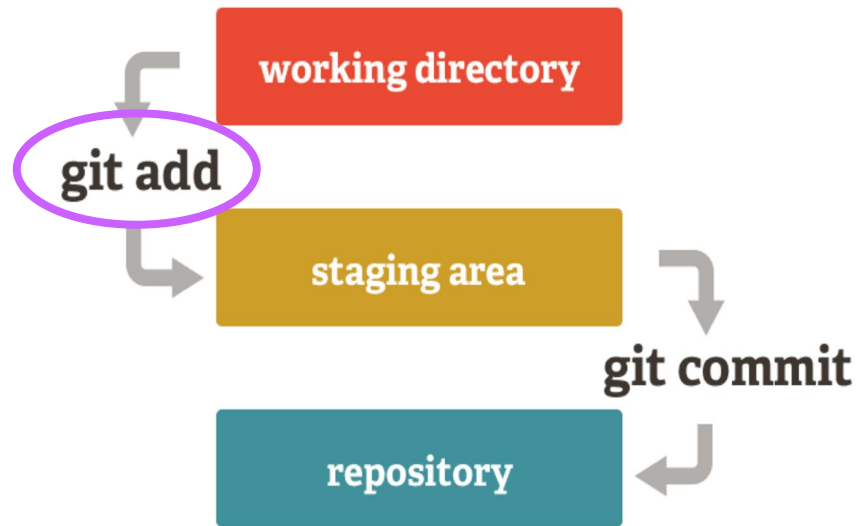 working directory
git add
staging area
git commit
repository